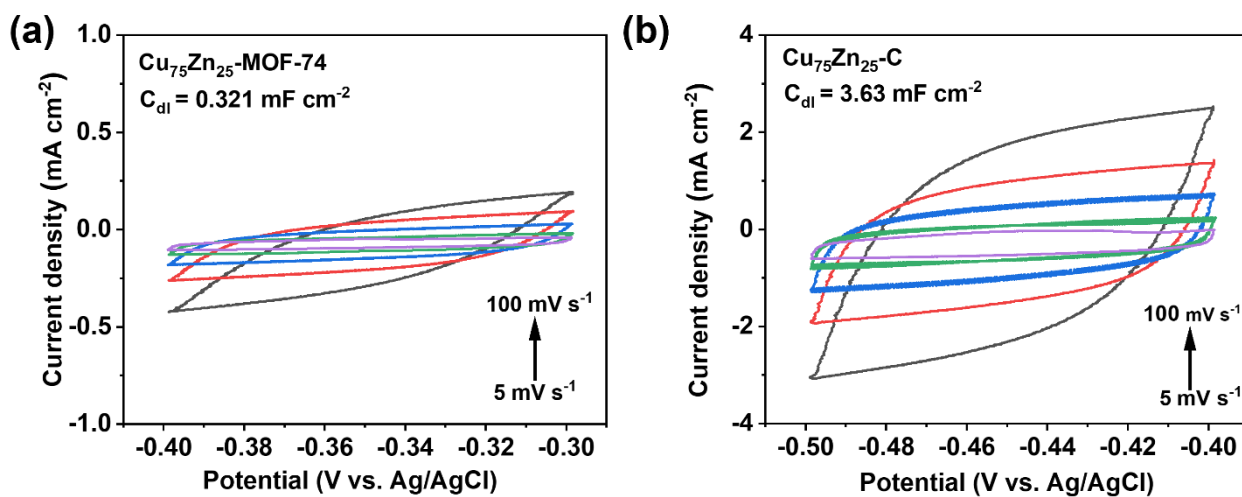 (a)
Cu₇₅Zn₂₅-MOF-74
C_dl = 0.321 mF cm⁻²
1.0
0.5
0.0
-0.5
-1.0
Current density (mA cm⁻²)
100 mV s⁻¹
5 mV s⁻¹
-0.40
-0.38
-0.36
-0.34
-0.32
-0.30
Potential (V vs. Ag/AgCl)
(b)
Cu₇₅Zn₂₅-C
C_dl = 3.63 mF cm⁻²
4
2
0
-2
-4
Current density (mA cm⁻²)
100 mV s⁻¹
5 mV s⁻¹
-0.50
-0.48
-0.46
-0.44
-0.42
-0.40
Potential (V vs. Ag/AgCl)